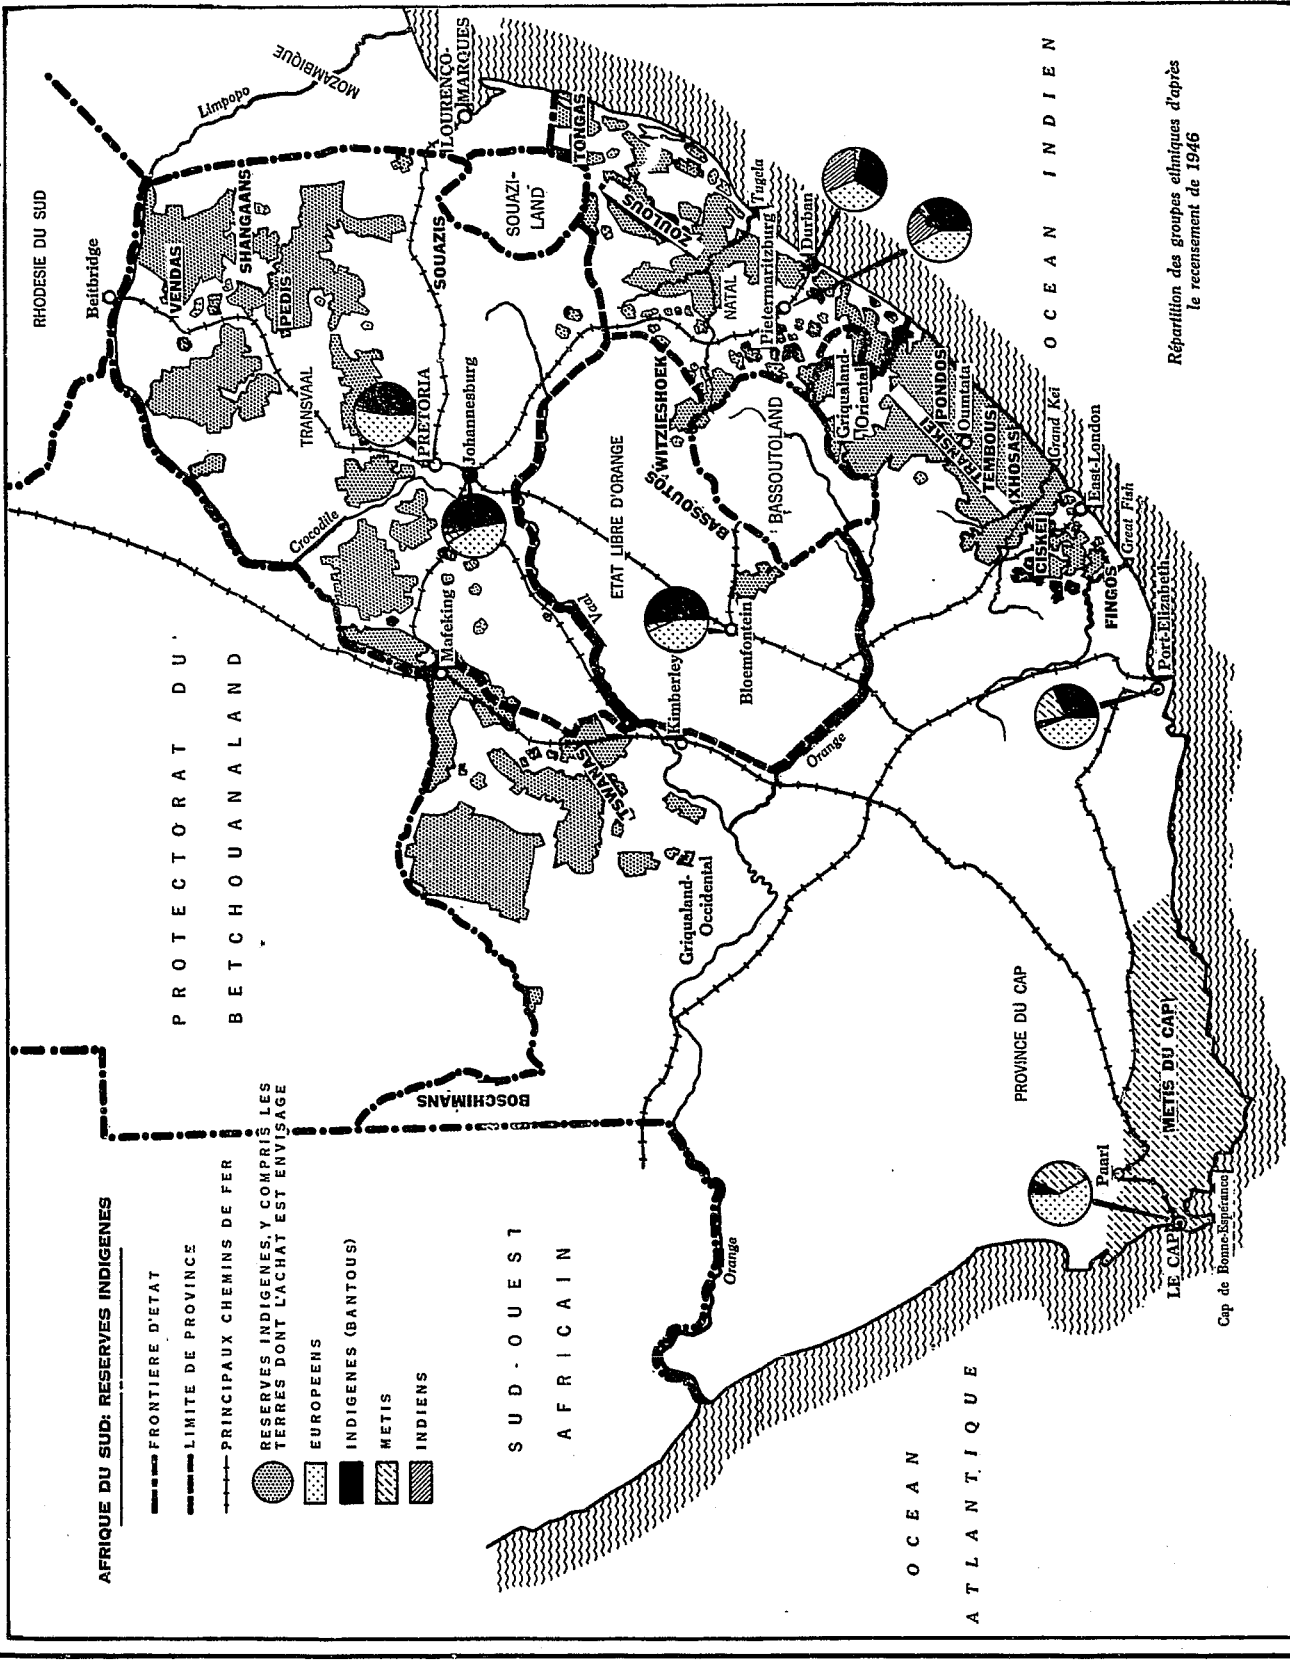 AFRIQUE DU SUD: RESERVES INDIGENES
FRONTIERE D'ETAT
LIMITE DE PROVINCE
PRINCIPAUX CHEMINS DE FER
RESERVES INDIGENES, Y COMPRIS LES
TERRES DONT L'ACHAT EST ENVISAGE
EUROPEENS
INDIGENES (BANTOUS)
METIS
INDIENS
PROTECTORAT DU
BETCHOUANALAND
RHODESIE DU SUD
Beitbridge
Limpopo
MOZAMBIQUE
VENDAS
SHANGAANS
PEDIS
TRANSVAAL
SOUAZIS
LOURENÇO-
MARQUES
SOUAZI-
LAND
TONGAS
ZOULOUS
Crocodile
PRETORIA
Johannesburg
Mafeking
Vaal
ETAT LIBRE D'ORANGE
BASSOUTOS
WITZIESHOEK
NATAL
Tugela
Pietermaritzburg
Durban
BASSOUTOLAND
Griqualand-
Oriental
TSWANAS
Kimberley
Bloemfontein
Griqualand-
Occidental
Orange
TRANSKEI
PONDOS
Oumtata
TEMBOUS
XHOSAS
Grand Kei
CISKEI
East-London
Great Fish
FINGOS
Port-Elizabeth
BOSCHIMANS
SUD-OUEST
AFRICAIN
Orange
PROVINCE DU CAP
METIS DU CAP
Paarl
LE CAP
Cap de Bonne-Espérance
OCEAN
ATLANTIQUE
OCEAN INDIEN
Répartition des groupes ethniques d'après
le recensement de 1946